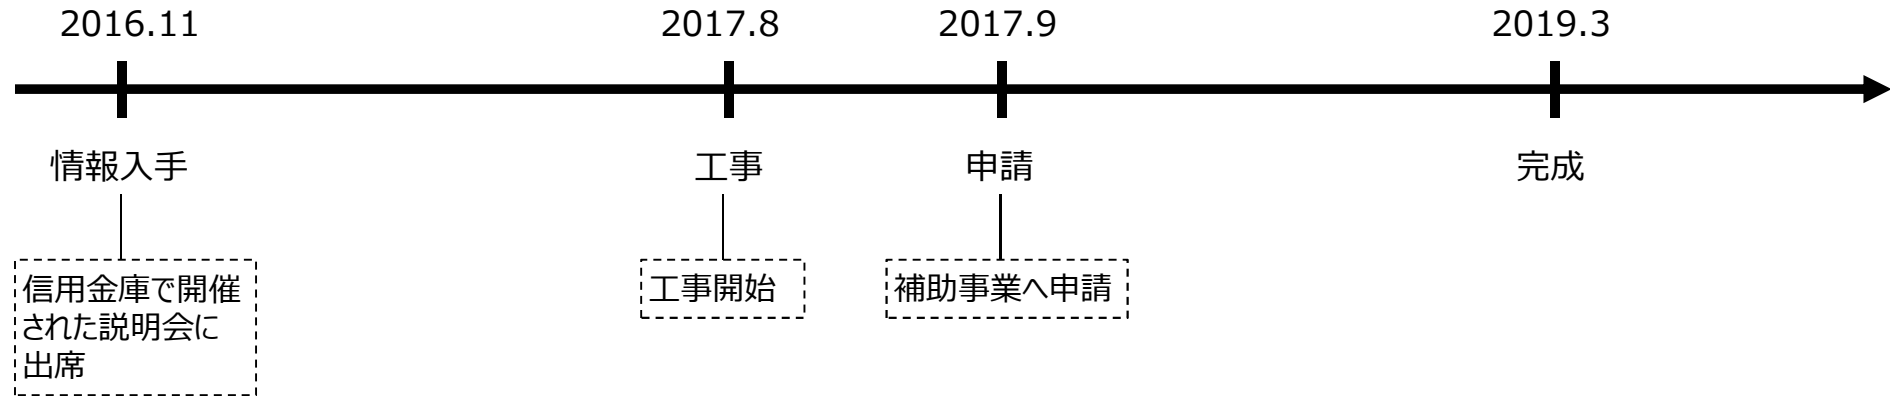 2016.11
2017.8
2017.9
2019.3
情報入手
工事
申請
完成
信用金庫で開催
された説明会に
出席
工事開始
補助事業へ申請